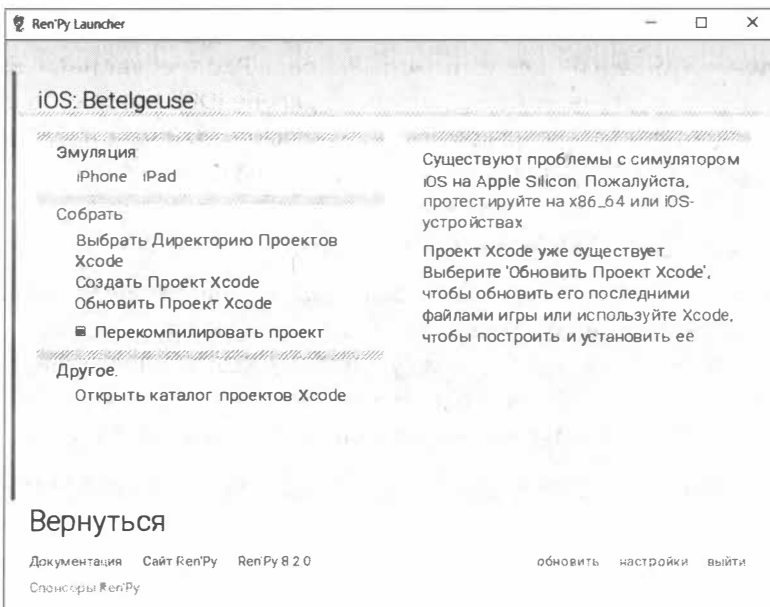 Ren'Py Launcher
iOS: Betelgeuse
Эмуляция:
iPhone iPad
Собрать
Выбрать Директорию Проектов
Xcode
Создать Проект Xcode
Обновить Проект Xcode
Перекомпилировать проект
Другое.
Открыть каталог проектов Xcode
Существуют проблемы с симулятором
iOS на Apple Silicon. Пожалуйста,
протестируйте на x86_64 или iOS-
устройствах
Проект Xcode уже существует
Выберите 'Обновить Проект Xcode',
чтобы обновить его последними
файлами игры или используйте Xcode,
чтобы построить и установить ее
Вернуться
Документация Сайт Ren'Py Ren'Py 8.2.0 обновить настройки выйти
Спонсоры Ren'Py